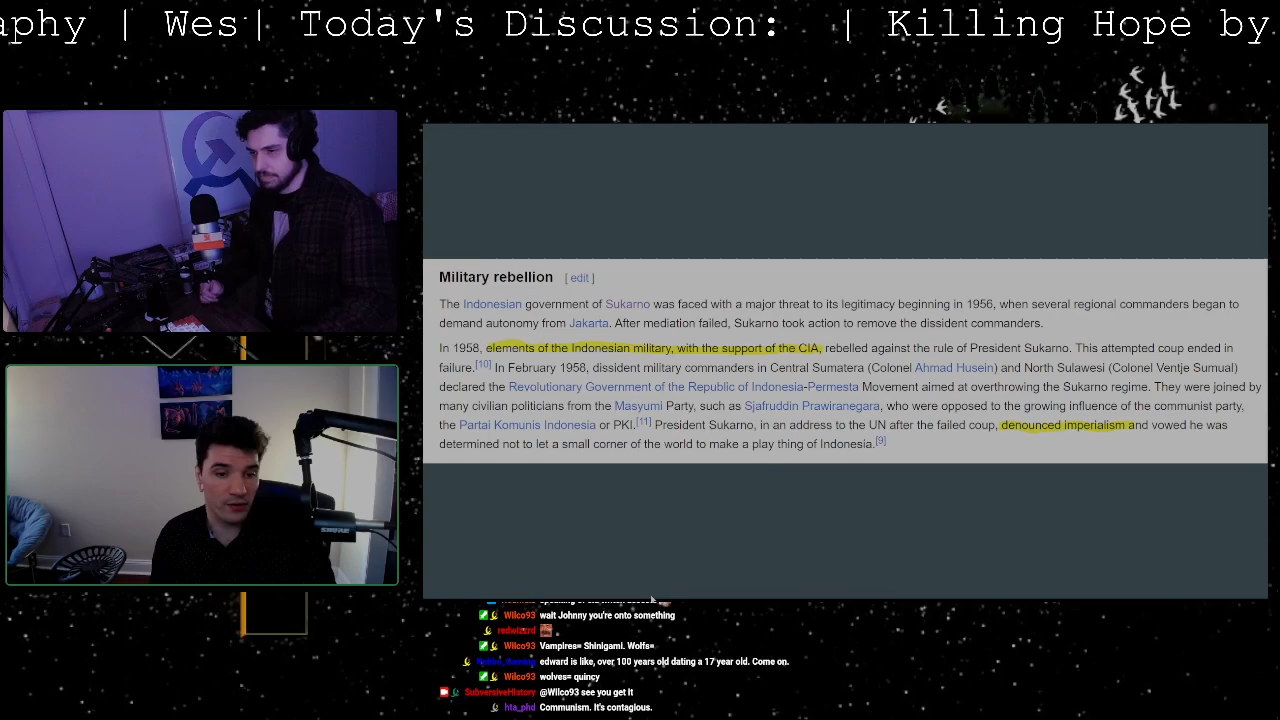 aphy | Wes| Today's Discussion: | Killing Hope by
Military rebellion [ edit ]
The Indonesian government of Sukarno was faced with a major threat to its legitimacy beginning in 1956, when several regional commanders began to
demand autonomy from Jakarta. After mediation failed, Sukarno took action to remove the dissident commanders.
In 1958, elements of the Indonesian military, with the support of the CIA, rebelled against the rule of President Sukarno. This attempted coup ended in
failure.[10] In February 1958, dissident military commanders in Central Sumatera (Colonel Ahmad Husein) and North Sulawesi (Colonel Ventje Sumual)
declared the Revolutionary Government of the Republic of Indonesia-Permesta Movement aimed at overthrowing the Sukarno regime. They were joined by
many civilian politicians from the Masyumi Party, such as Sjafruddin Prawiranegara, who were opposed to the growing influence of the communist party,
the Partai Komunis Indonesia or PKI.[11] President Sukarno, in an address to the UN after the failed coup, denounced imperialism and vowed he was
determined not to let a small corner of the world to make a play thing of Indonesia.[9]
SHURE
Wilco93 wait Johnny you're onto something
redwizard
Wilco93 Vampires= Shinigami. Wolfs=
edward is like, over 100 years old dating a 17 year old. Come on.
Wilco93 wolves= quincy
SubversiveHistory @Wilco93 see you get it
hta_phd Communism. It's contagious.